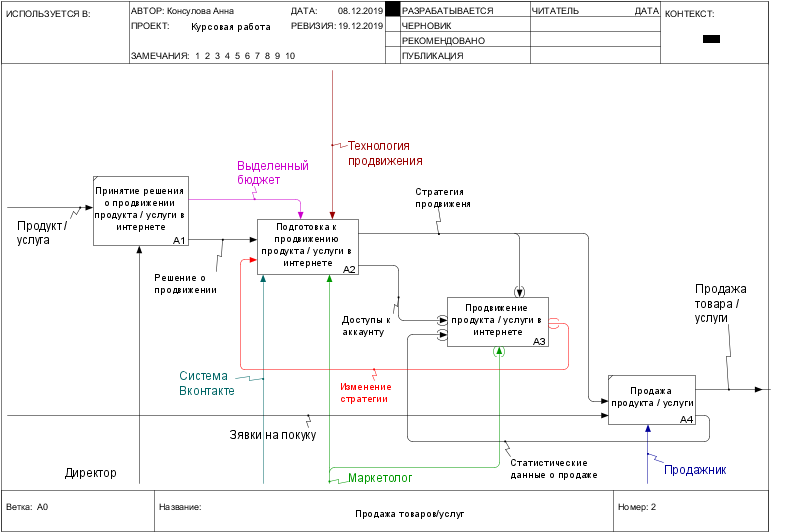 ИСПОЛЬЗУЕТСЯ В:
АВТОР: Консулова Анна
ДАТА: 08.12.2019
ПРОЕКТ: Курсовая работа
РЕВИЗИЯ: 19.12.2019
ЗАМЕЧАНИЯ: 1 2 3 4 5 6 7 8 9 10
РАЗРАБАТЫВАЕТСЯ
ЧЕРНОВИК
РЕКОМЕНДОВАНО
ПУБЛИКАЦИЯ
ЧИТАТЕЛЬ
ДАТА
КОНТЕКСТ:
Технология
продвижения
Выделенный
бюджет
Принятие решения
о продвижении
продукта / услуги в
интернете
A1
Стратегия
продвиженя
Продукт /
услуга
Подготовка к
продвижению
продукта / услуги в
интернете
A2
Решение о
продвижении
Продажа
товара /
услуги
Доступы к
аккаунту
Продвижение
продукта / услуги в
интернете
A3
Система
Вконтакте
Изменение
стратегии
Продажа
продукта / услуги
A4
Зявки на покуку
Директор
Маркетолог
Статистические
данные о продаже
Продажник
Ветка: A0
Название:
Продажа товаров/услуг
Номер: 2